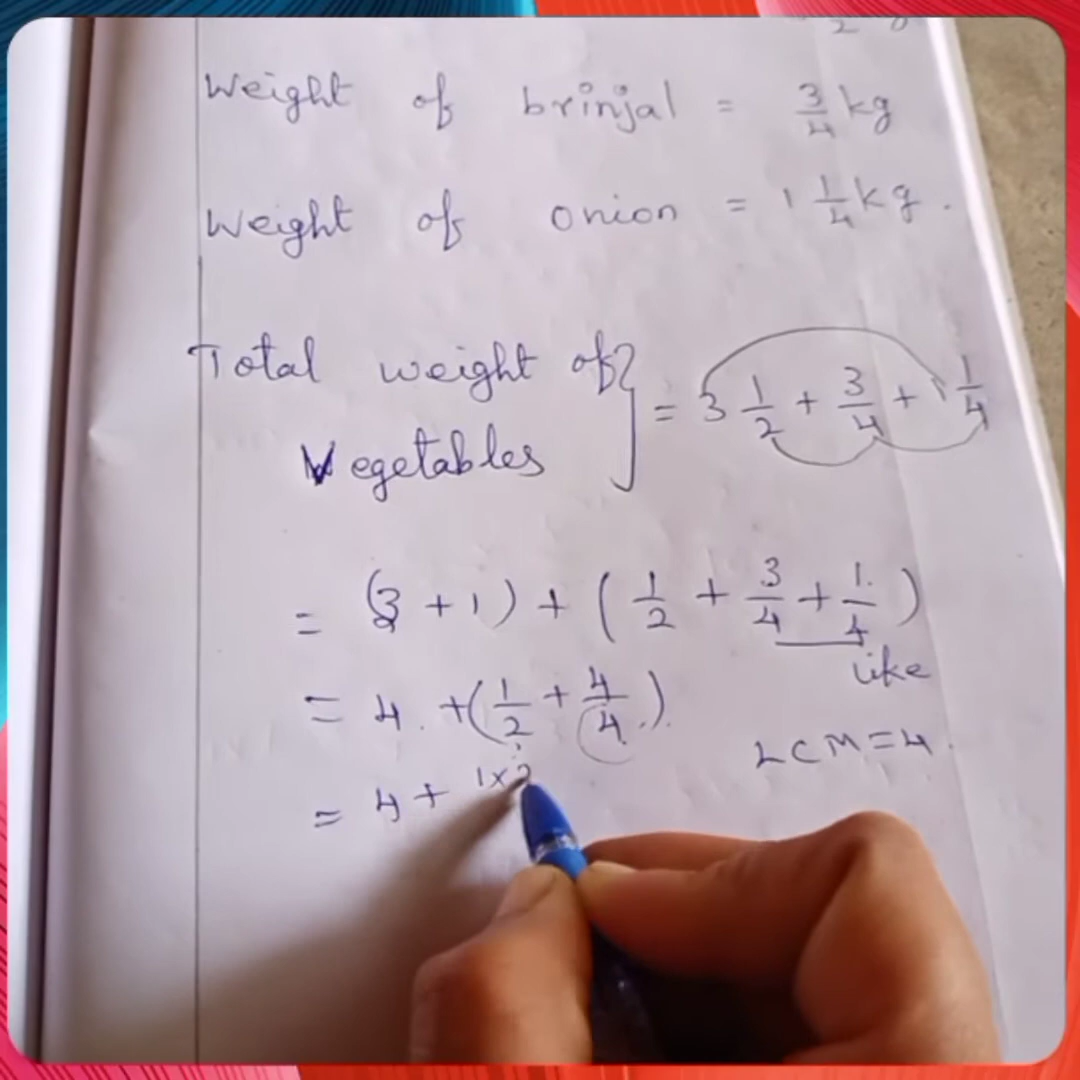 Weight of brinjal = 3/4 kg
Weight of onion = 1 1/4 kg.
Total weight of Vegetables } = 3 1/2 + 3/4 + 1 1/4
= (3 + 1) + (1/2 + 3/4 + 1/4)
like
= 4 + (1/2 + 4/4)
LCM = 4
= 4 + 1×2